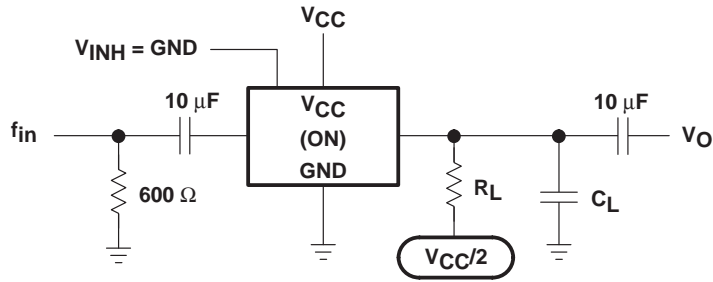 VCC
VINH = GND
10 μF
VCC
10 μF
fin
(ON)
VO
GND
600 Ω
RL
CL
VCC/2